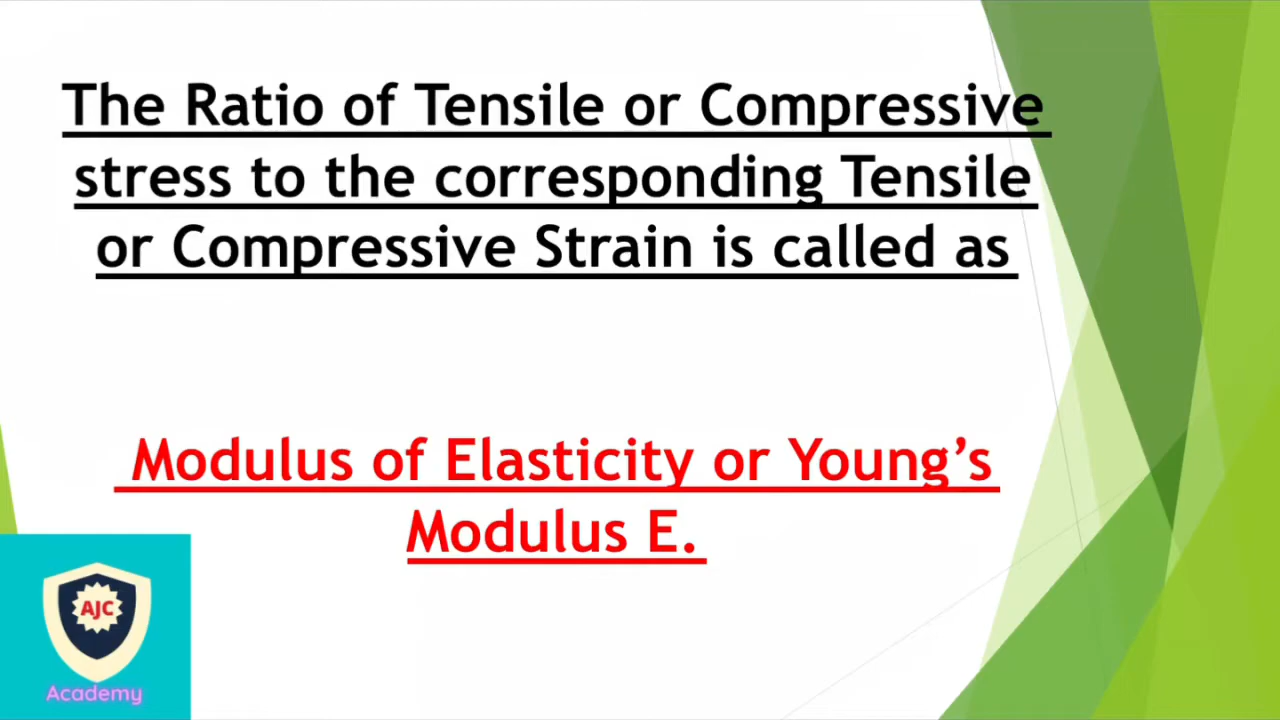 The Ratio of Tensile or Compressive
stress to the corresponding Tensile
or Compressive Strain is called as
Modulus of Elasticity or Young’s
Modulus E.
AJC
Academy